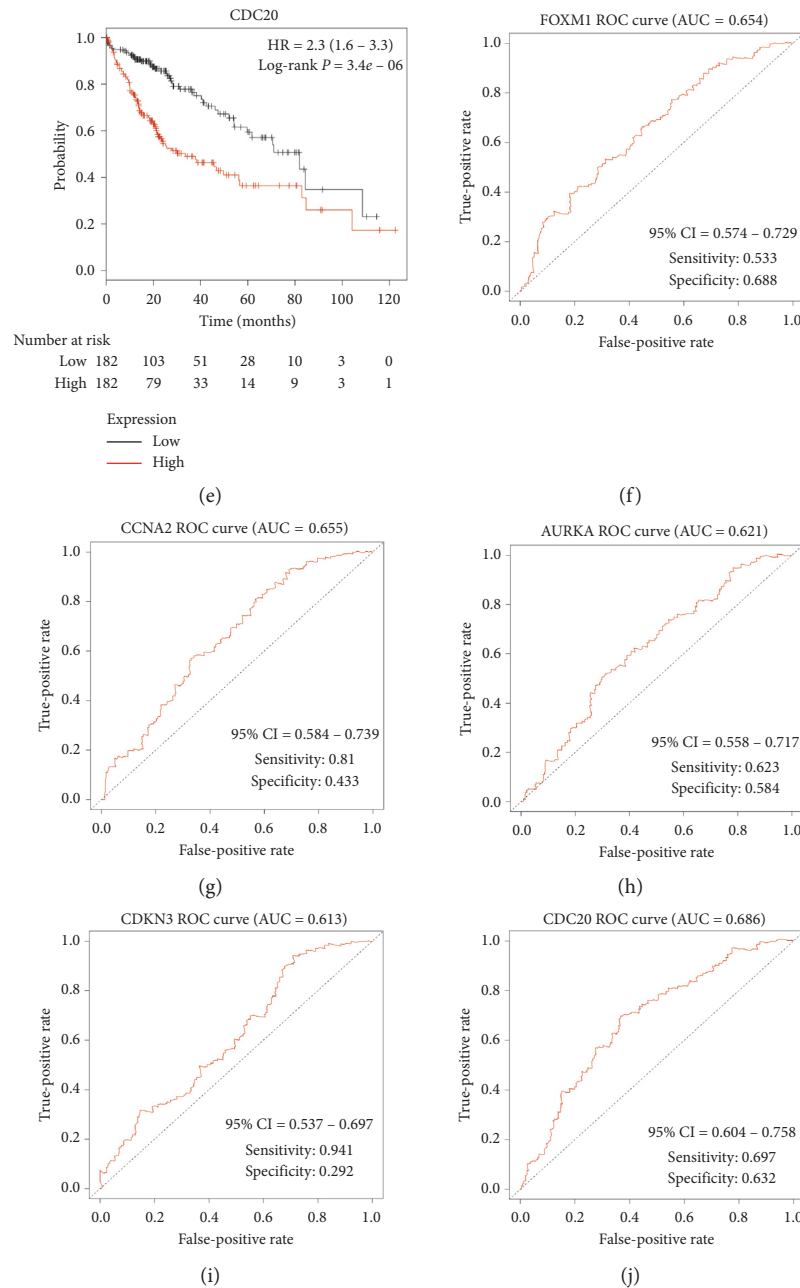 CDC20
HR = 2.3 (1.6 – 3.3)
Log-rank P = 3.4e – 06
Probability
1.0
0.8
0.6
0.4
0.2
0.0
0 20 40 60 80 100 120
Time (months)
Number at risk
Low 182 103 51 28 10 3 0
High 182 79 33 14 9 3 1
Expression
Low
High
(e)
FOXM1 ROC curve (AUC = 0.654)
True-positive rate
1.0
0.8
0.6
0.4
0.2
0.0
95% CI = 0.574 – 0.729
Sensitivity: 0.533
Specificity: 0.688
0.0 0.2 0.4 0.6 0.8 1.0
False-positive rate
(f)
CCNA2 ROC curve (AUC = 0.655)
True-positive rate
1.0
0.8
0.6
0.4
0.2
0.0
95% CI = 0.584 – 0.739
Sensitivity: 0.81
Specificity: 0.433
0.0 0.2 0.4 0.6 0.8 1.0
False-positive rate
(g)
AURKA ROC curve (AUC = 0.621)
True-positive rate
1.0
0.8
0.6
0.4
0.2
0.0
95% CI = 0.558 – 0.717
Sensitivity: 0.623
Specificity: 0.584
0.0 0.2 0.4 0.6 0.8 1.0
False-positive rate
(h)
CDKN3 ROC curve (AUC = 0.613)
True-positive rate
1.0
0.8
0.6
0.4
0.2
0.0
95% CI = 0.537 – 0.697
Sensitivity: 0.941
Specificity: 0.292
0.0 0.2 0.4 0.6 0.8 1.0
False-positive rate
(i)
CDC20 ROC curve (AUC = 0.686)
True-positive rate
1.0
0.8
0.6
0.4
0.2
0.0
95% CI = 0.604 – 0.758
Sensitivity: 0.697
Specificity: 0.632
0.0 0.2 0.4 0.6 0.8 1.0
False-positive rate
(j)